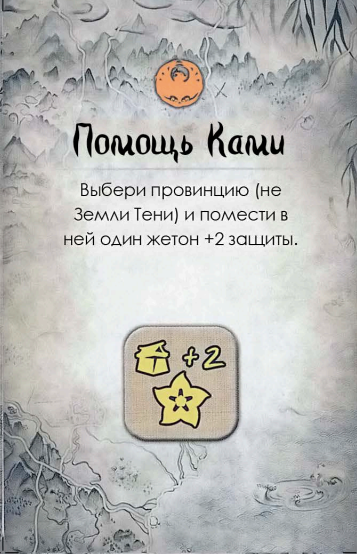 Помощь Ками
Выбери провинцию (не
Земли Тени) и помести в
ней один жетон +2 защиты.
+2